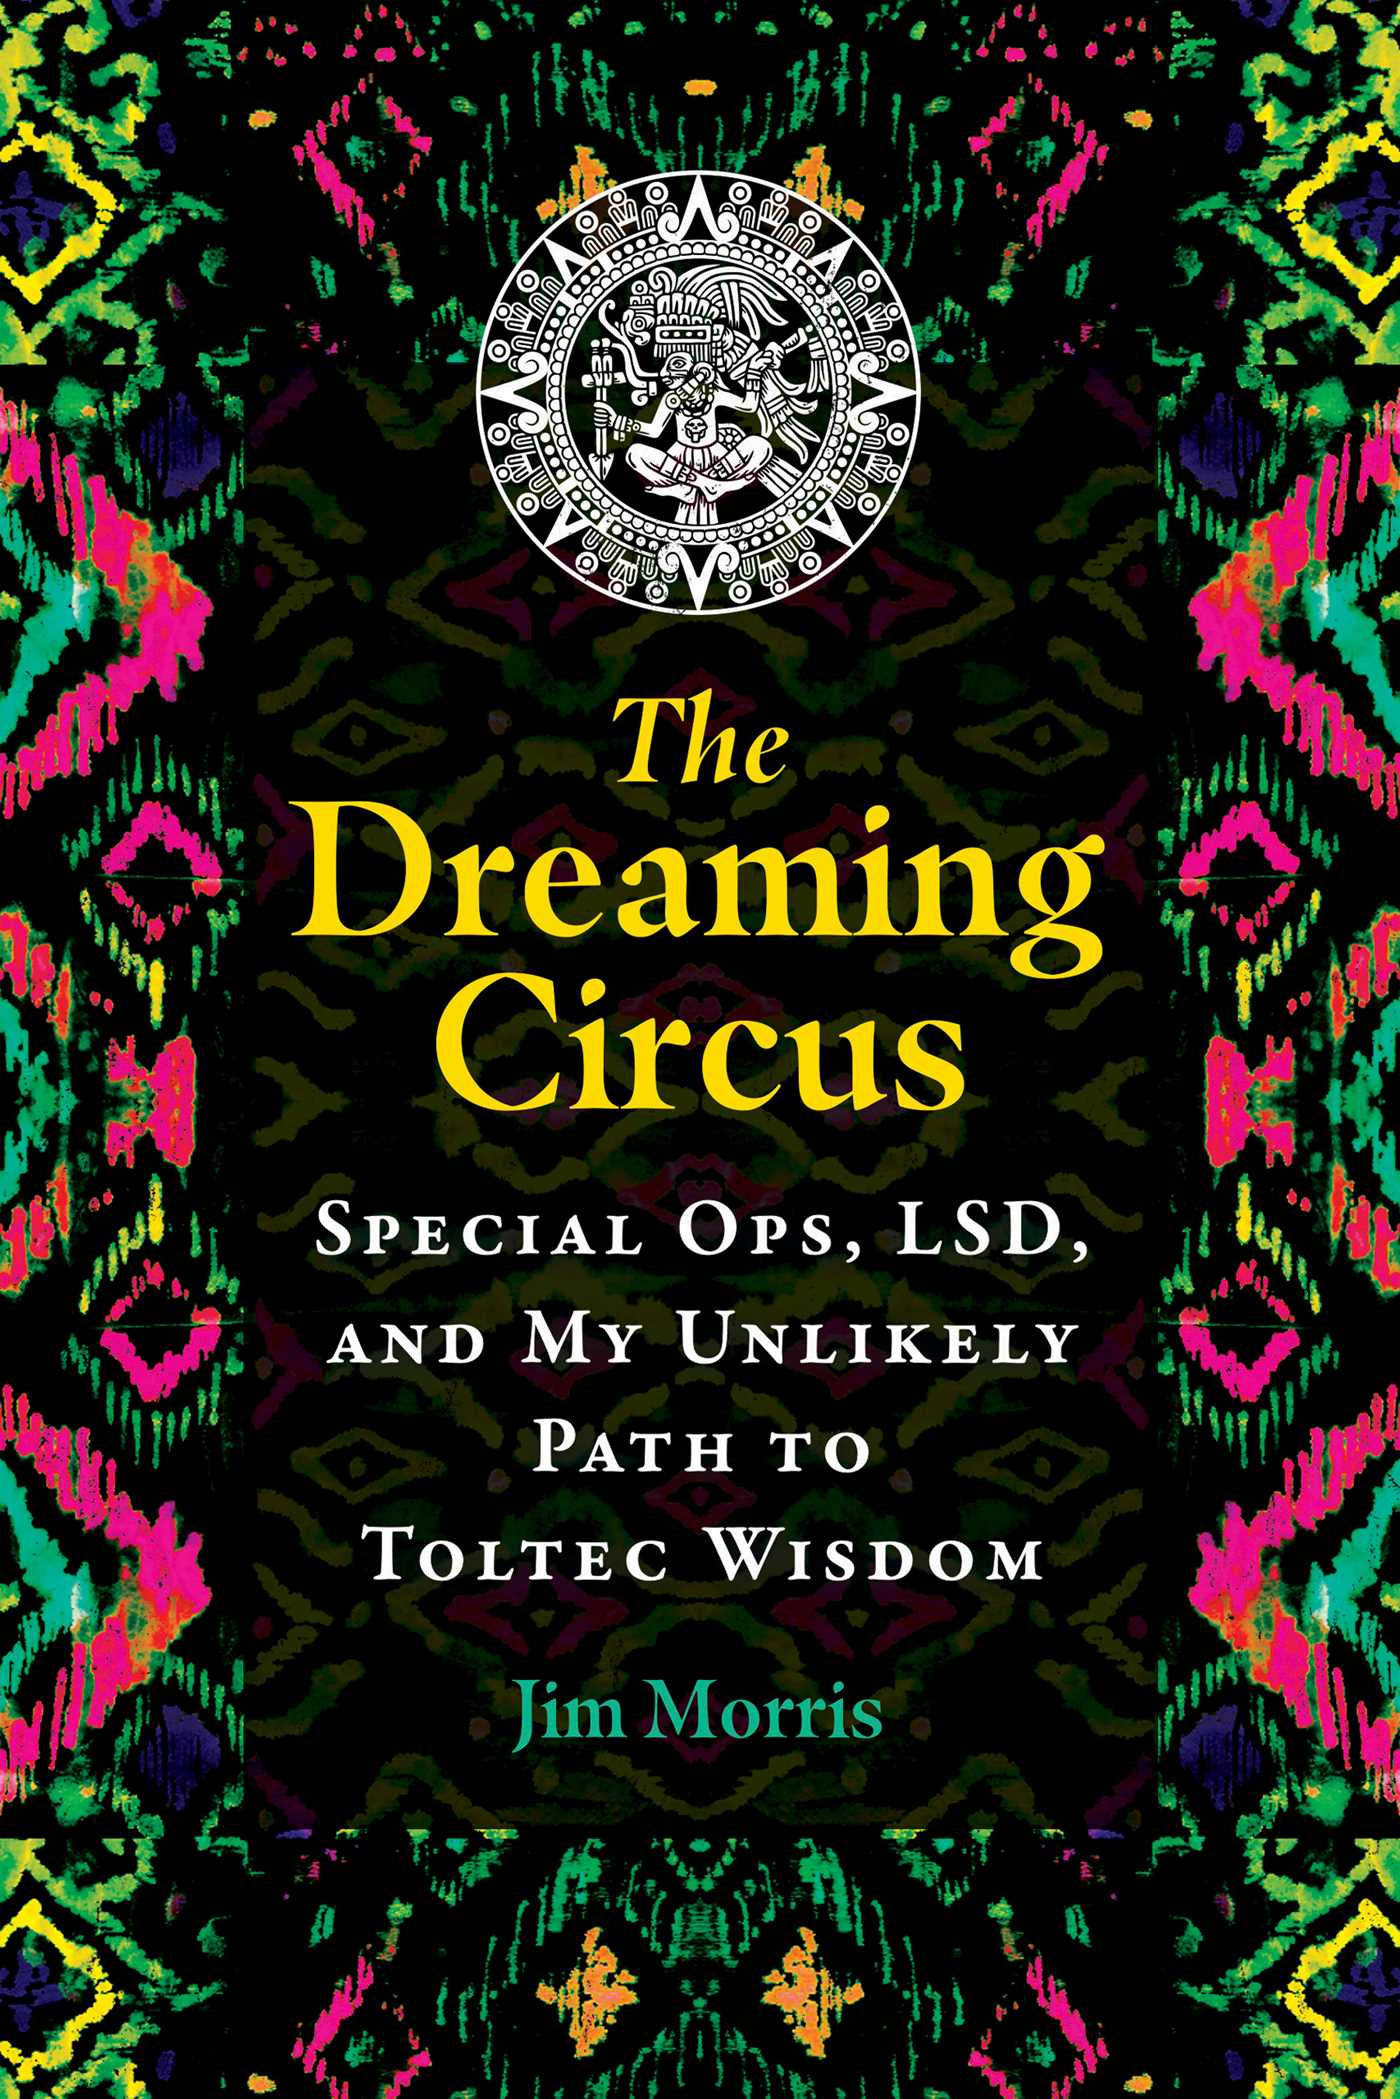 The
Dreaming
Circus
Special Ops, LSD,
and My Unlikely
Path to
Toltec Wisdom
Jim Morris